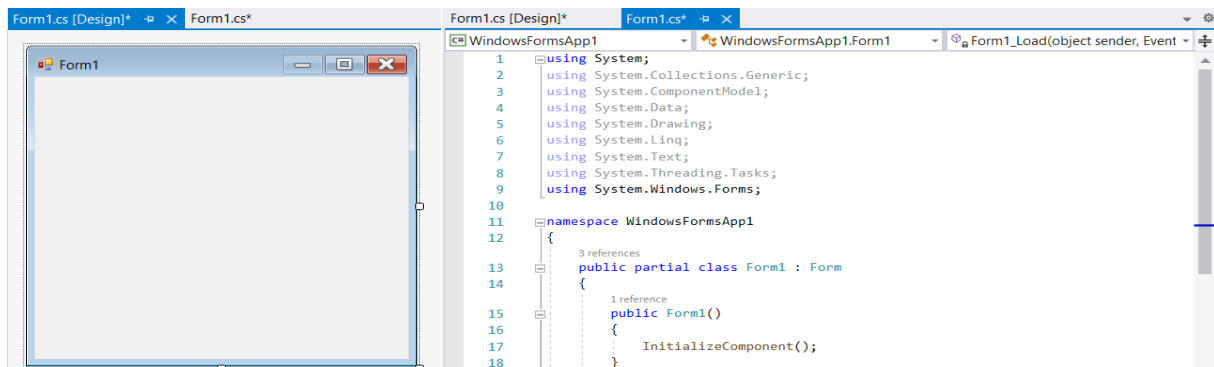 Form1.cs [Design]* Form1.cs*
Form1
Form1.cs [Design]* Form1.cs*
C# WindowsFormsApp1 WindowsFormsApp1.Form1 Form1_Load(object sender, Event
1 using System;
2 using System.Collections.Generic;
3 using System.ComponentModel;
4 using System.Data;
5 using System.Drawing;
6 using System.Linq;
7 using System.Text;
8 using System.Threading.Tasks;
9 using System.Windows.Forms;
10
11 namespace WindowsFormsApp1
12 {
3 references
13 public partial class Form1 : Form
14 {
1 reference
15 public Form1()
16 {
17 InitializeComponent();
18 }